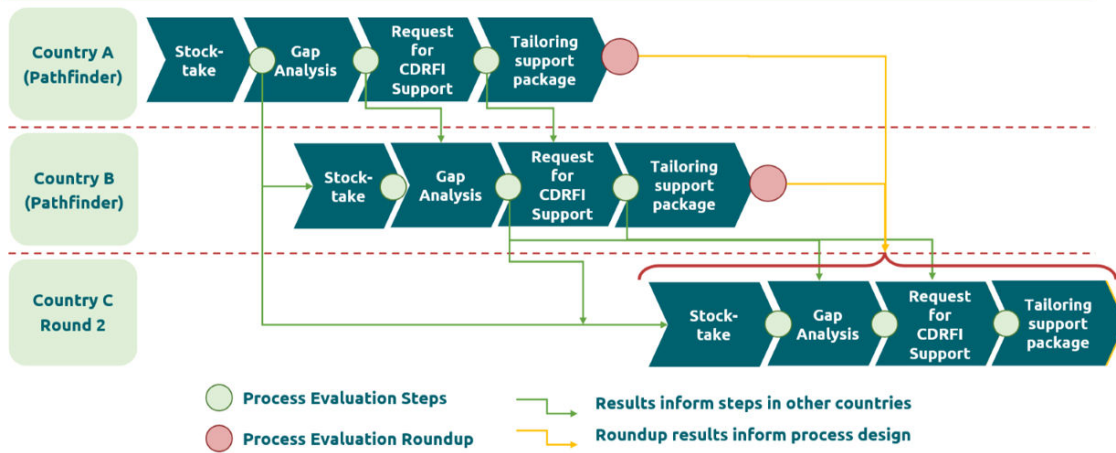 Country A
(Pathfinder)
Stock-
take
Gap
Analysis
Request
for
CDRFI
Support
Tailoring
support
package
Country B
(Pathfinder)
Stock-
take
Gap
Analysis
Request
for
CDRFI
Support
Tailoring
support
package
Country C
Round 2
Stock-
take
Gap
Analysis
Request
for
CDRFI
Support
Tailoring
support
package
Process Evaluation Steps
Results inform steps in other countries
Process Evaluation Roundup
Roundup results inform process design